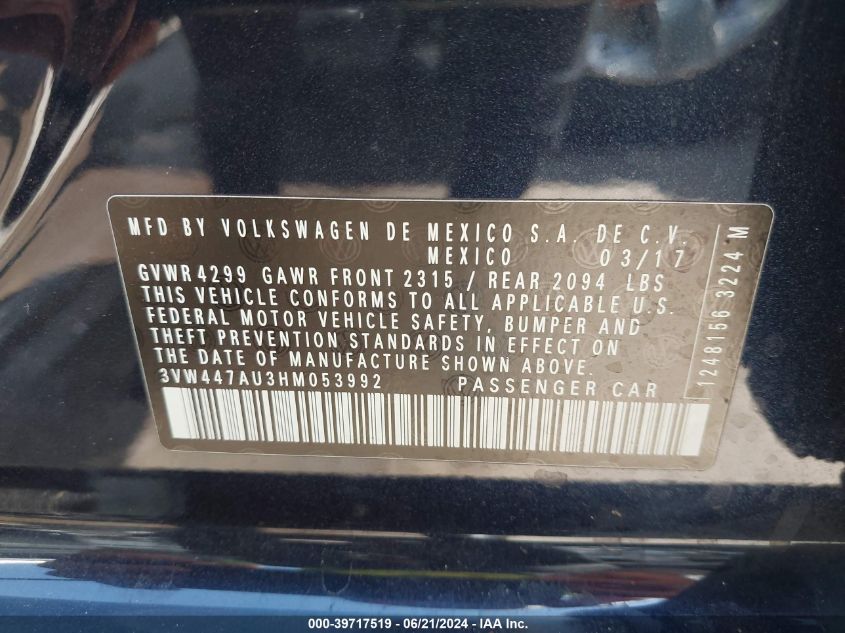 MFD BY VOLKSWAGEN DE MEXICO S.A. DE C.V.
MEXICO 03/17
GVWR 4299 GAWR FRONT 2315 / REAR 2094 LBS
THIS VEHICLE CONFORMS TO ALL APPLICABLE U.S.
FEDERAL MOTOR VEHICLE SAFETY, BUMPER AND
THEFT PREVENTION STANDARDS IN EFFECT ON
THE DATE OF MANUFACTURE SHOWN ABOVE.
3VW447AU3HM053992 PASSENGER CAR
1248156 3224 M
000-39717519 - 06/21/2024 - IAA Inc.